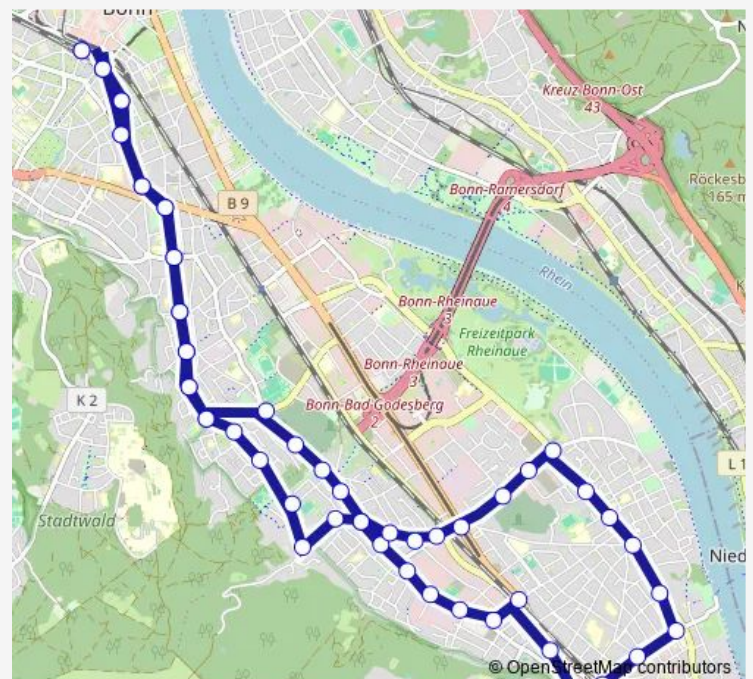 Bonn
Kreuz Bonn-Ost
43
Röckesb
165 m
Bonn-Ramersdorf
4
B 9
Rhein
Bonn-Rheinaue
3
Freizeitpark
Rheinaue
Bonn-Rheinaue
3
K 2
Bonn-Bad Godesberg
2
L 1
Stadtwald
Nied
© OpenStreetMap contributors